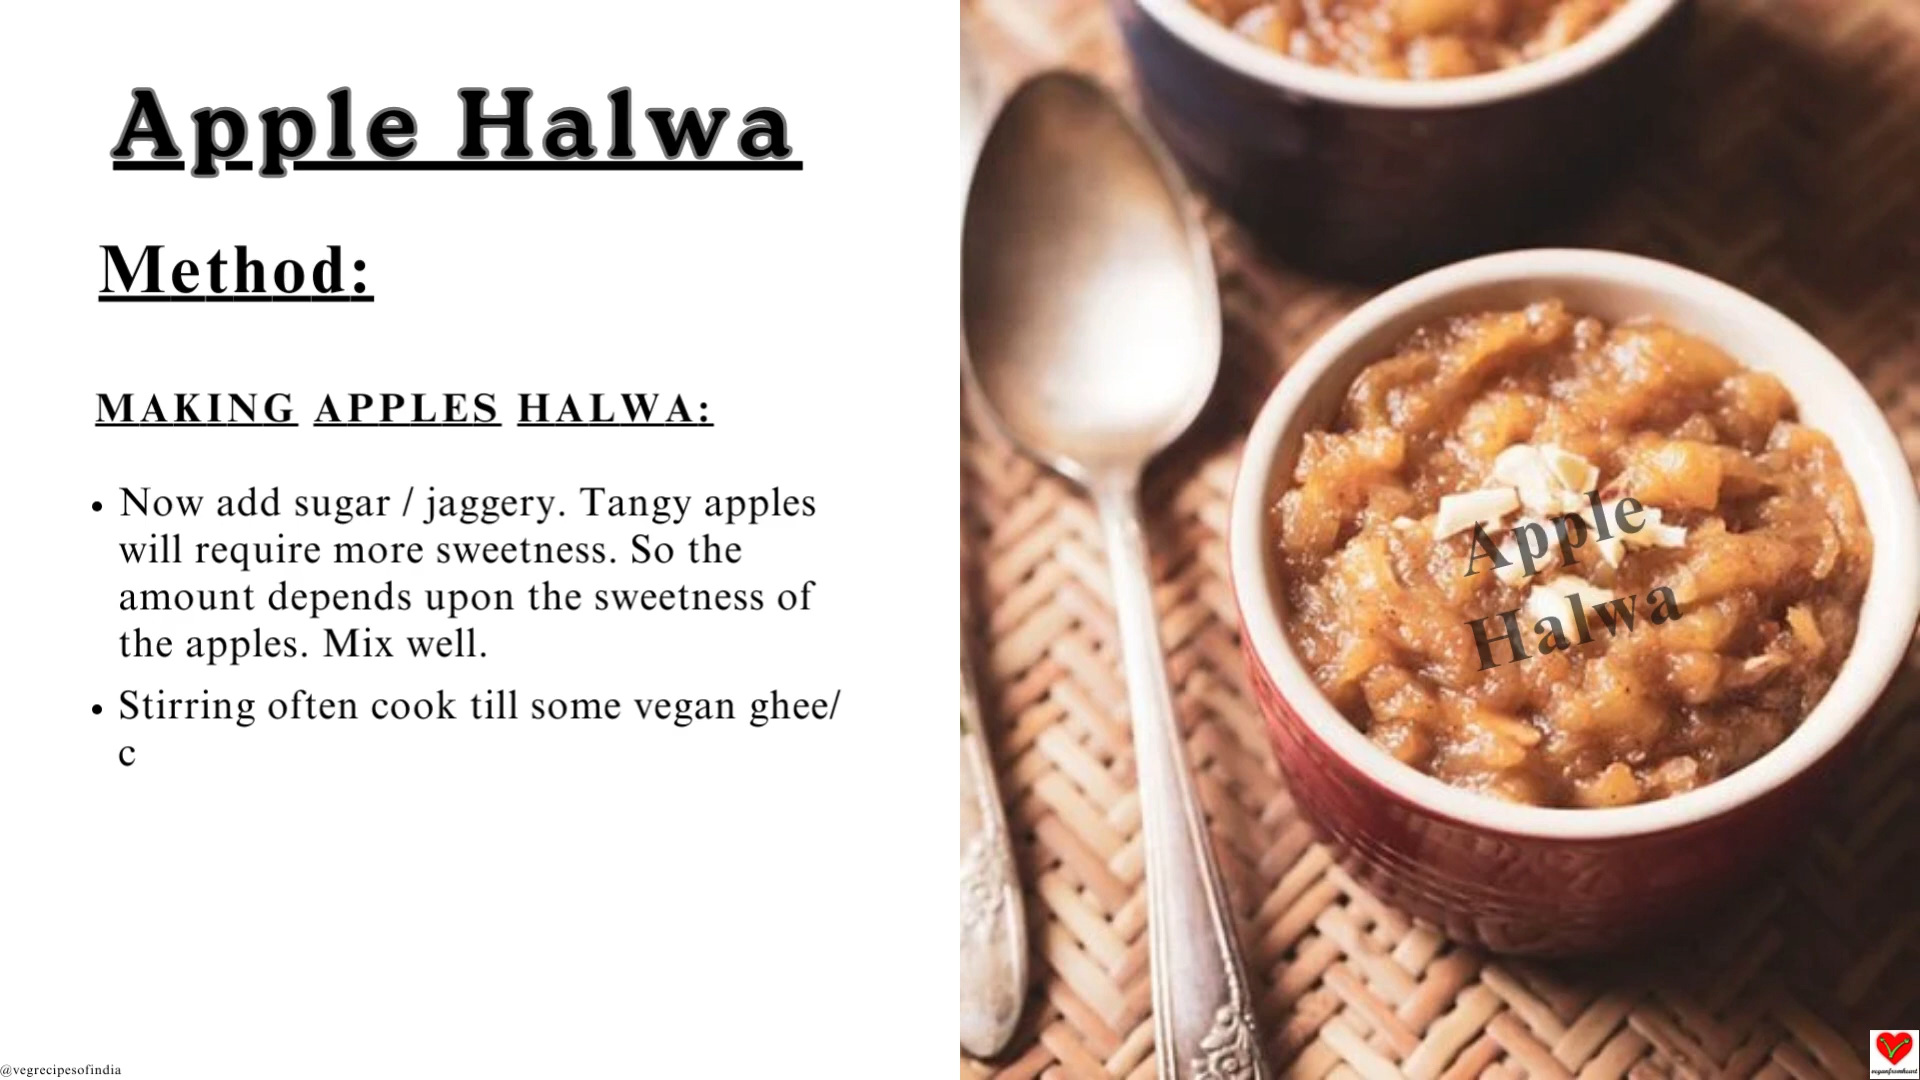 Apple Halwa
Method:
MAKING APPLES HALWA:
• Now add sugar / jaggery. Tangy apples
will require more sweetness. So the
amount depends upon the sweetness of
the apples. Mix well.
• Stirring often cook till some vegan ghee/
c
Apple
Halwa
@vegrecipesofindia
veganfromheart